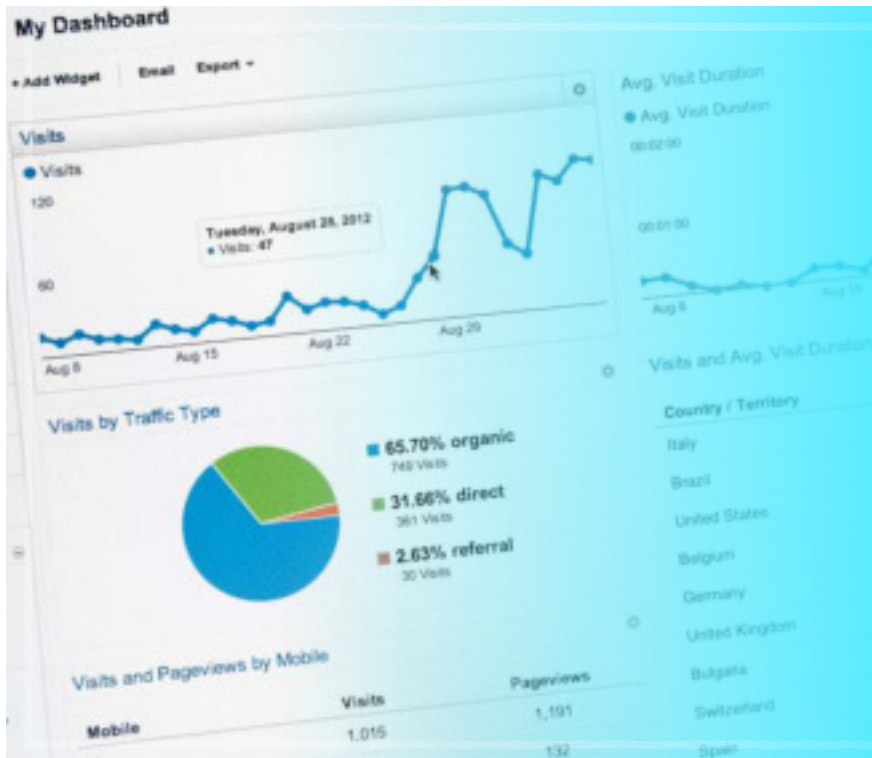 My Dashboard
+ Add Widget Email Export
Visits
Visits
120
60
Tuesday, August 28, 2012
Visits: 47
Aug 8
Aug 15
Aug 22
Aug 29
Visits by Traffic Type
65.70% organic
749 Visits
31.66% direct
361 Visits
2.63% referral
30 Visits
Visits and Pageviews by Mobile
Mobile Visits Pageviews
1,015 1,191
132
Avg. Visit Duration
Avg. Visit Duration
00:02:00
00:01:00
Aug 8
Aug 15
Visits and Avg. Visit Duration
Country / Territory
Italy
Brazil
United States
Belgium
Germany
United Kingdom
Bulgaria
Switzerland
Spain